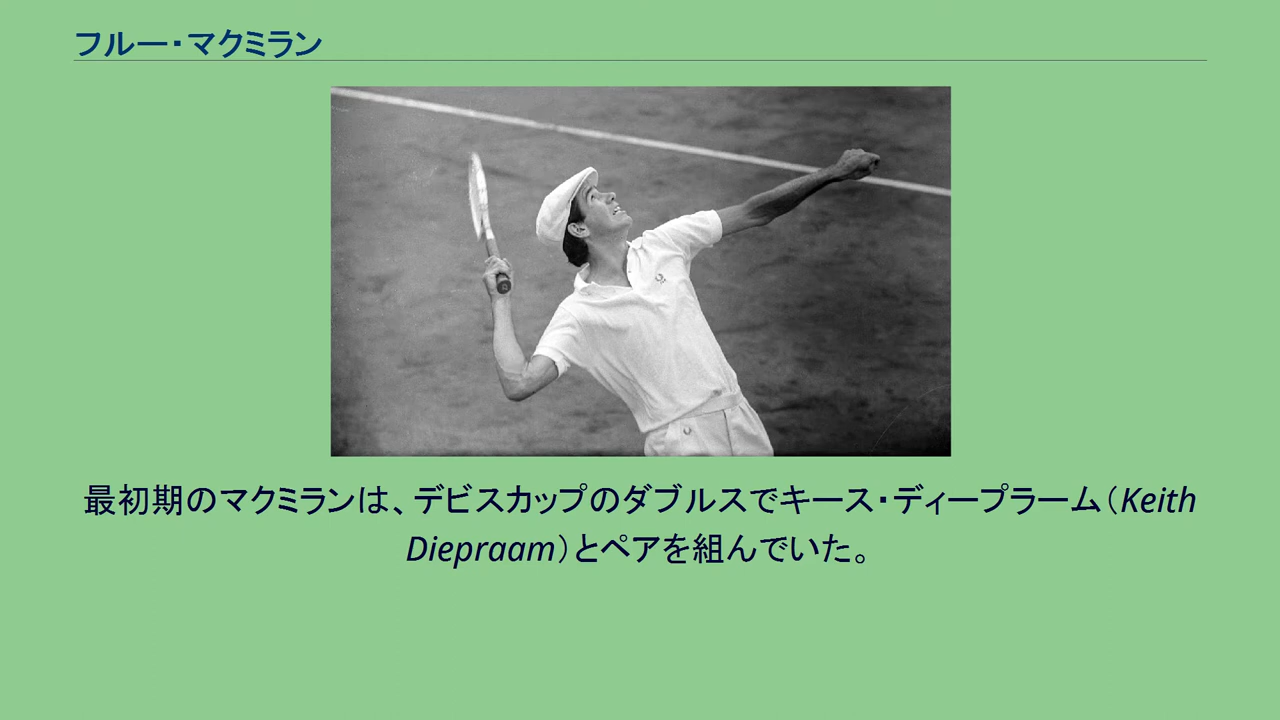 フルー・マクミラン
最初期のマクミランは、デビスカップのダブルスでキース・ディープラーム（Keith
Diepraam）とペアを組んでいた。